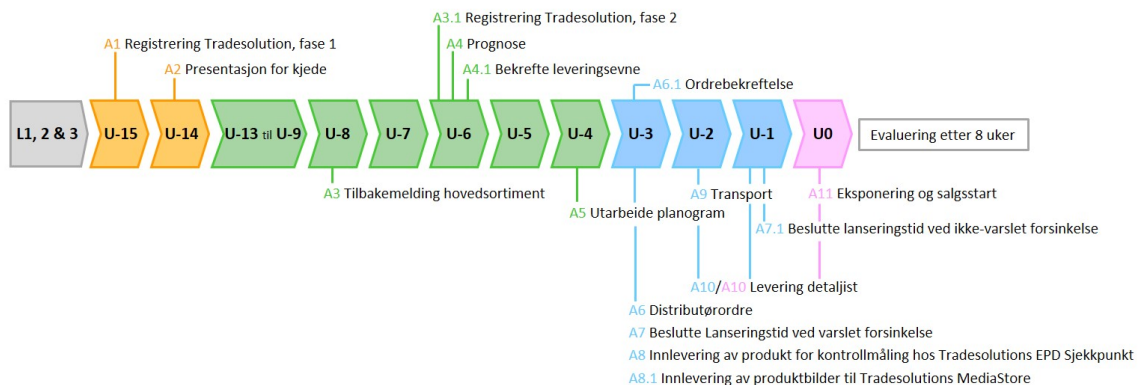 A3.1 Registrering Tradesolution, fase 2
A1 Registrering Tradesolution, fase 1
A4 Prognose
A2 Presentasjon for kjede
A4.1 Bekrefte leveringsevne
A6.1 Ordrebekreftelse
L1, 2 & 3
U-15
U-14
U-13 til U-9
U-8
U-7
U-6
U-5
U-4
U-3
U-2
U-1
U0
Evaluering etter 8 uker
A3 Tilbakemelding hovedsortiment
A9 Transport
A11 Eksponering og salgsstart
A5 Utarbeide planogram
A7.1 Beslutte lanseringstid ved ikke-varslet forsinkelse
A10/A10 Levering detaljist
A6 Distributørordre
A7 Beslutte Lanseringstid ved varslet forsinkelse
A8 Innlevering av produkt for kontrollmåling hos Tradesolutions EPD Sjekkpunkt
A8.1 Innlevering av produktbilder til Tradesolutions MediaStore